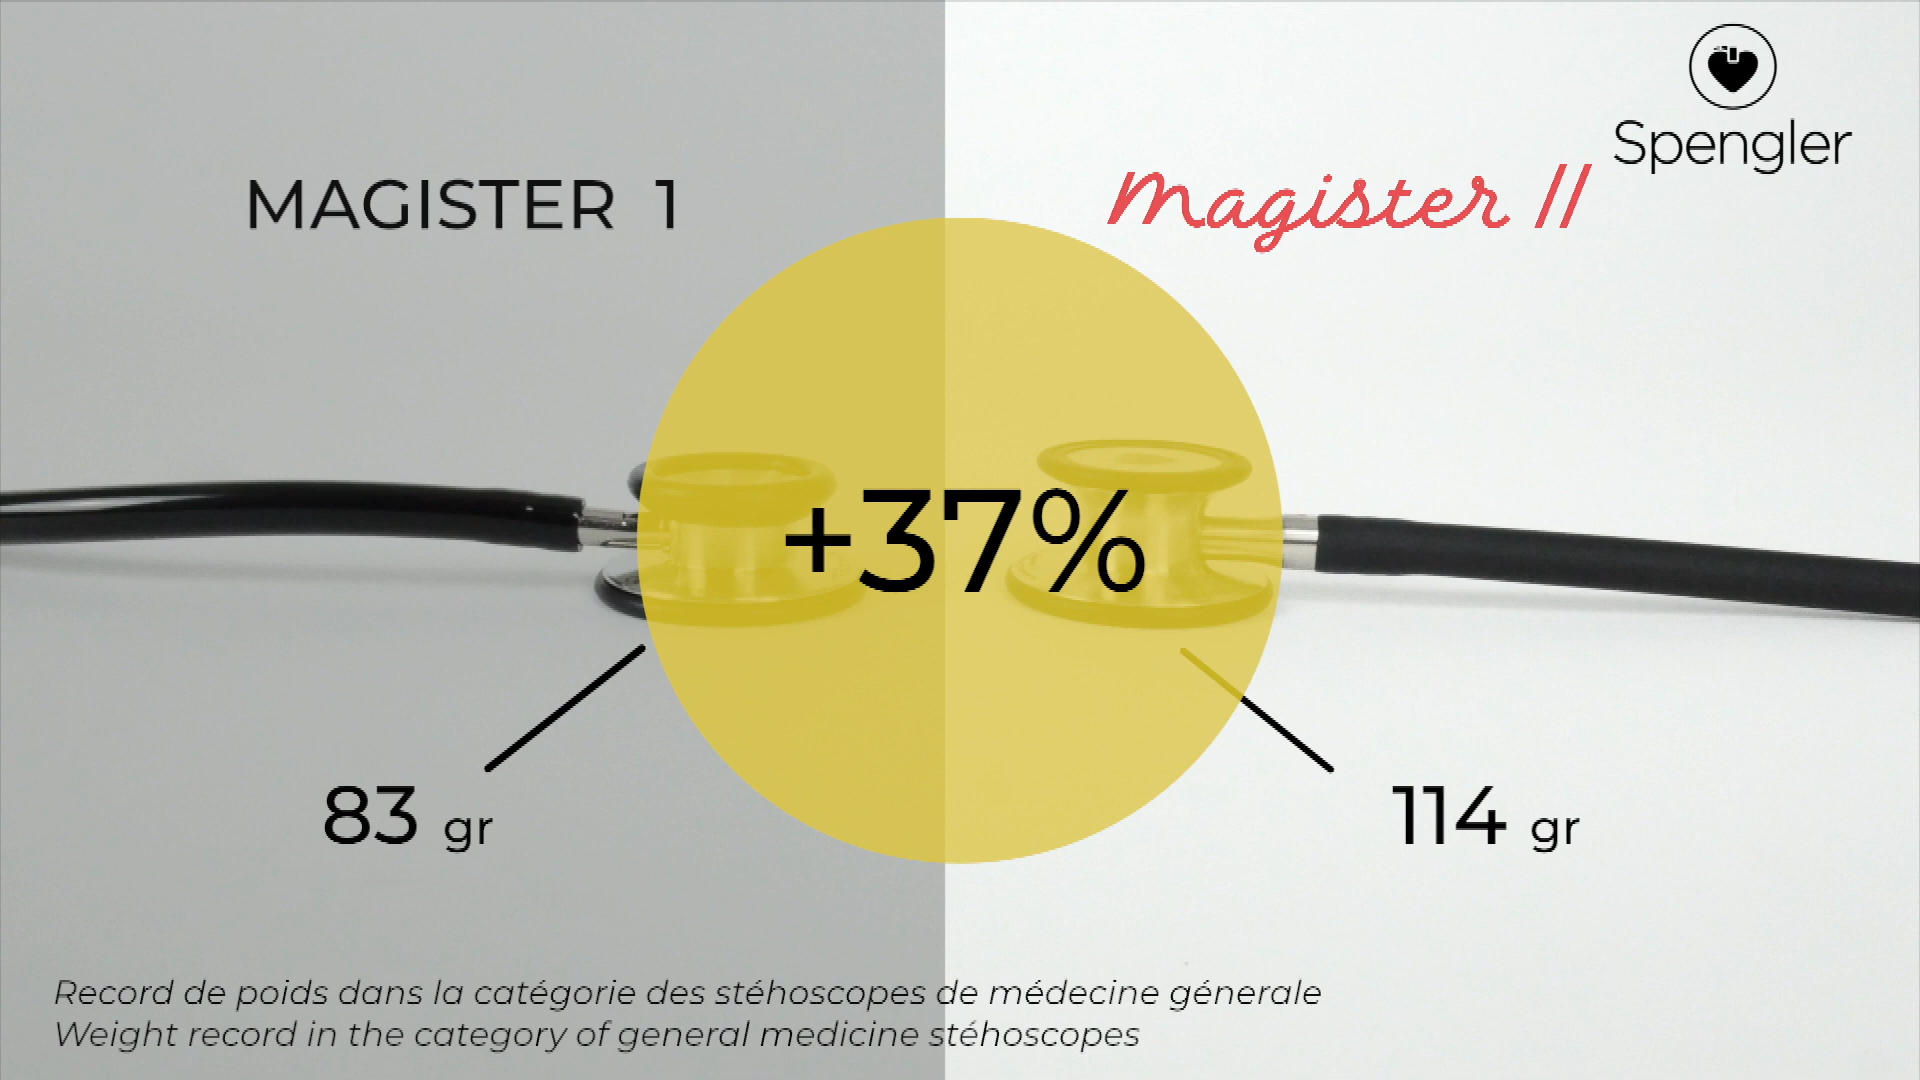 Spengler
MAGISTER 1
Magister II
+37%
83 gr
114 gr
Record de poids dans la catégorie des stéhoscopes de médecine génerale
Weight record in the category of general medicine stéhoscopes